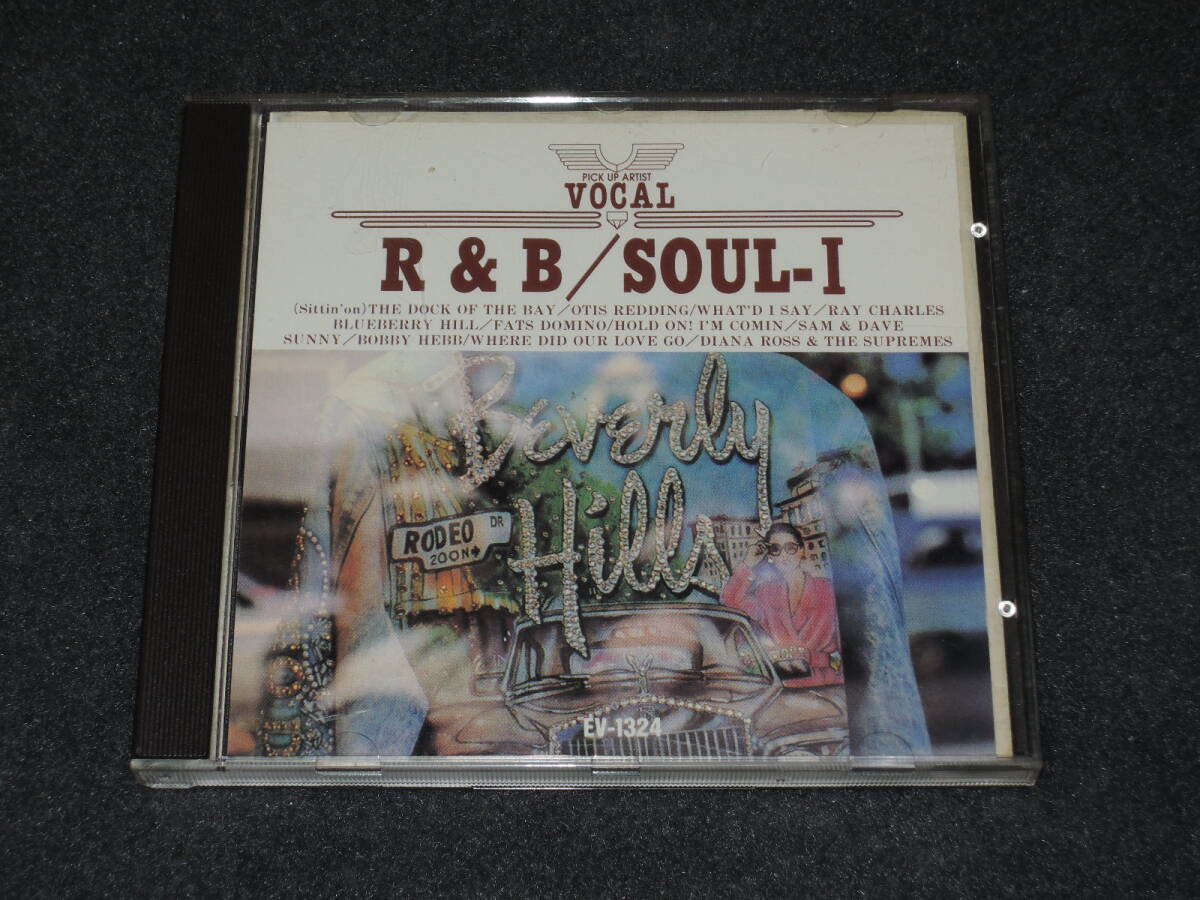 PICK UP ARTIST
VOCAL
R & B／SOUL-I
(Sittin'on)THE DOCK OF THE BAY／OTIS REDDING/WHAT'D I SAY／RAY CHARLES
BLUEBERRY HILL／FATS DOMINO/HOLD ON! I'M COMIN／SAM & DAVE
SUNNY／BOBBY HEBB/WHERE DID OUR LOVE GO／DIANA ROSS & THE SUPREMES
Beverly
Hills
RODEO DR
200N→
EV-1324